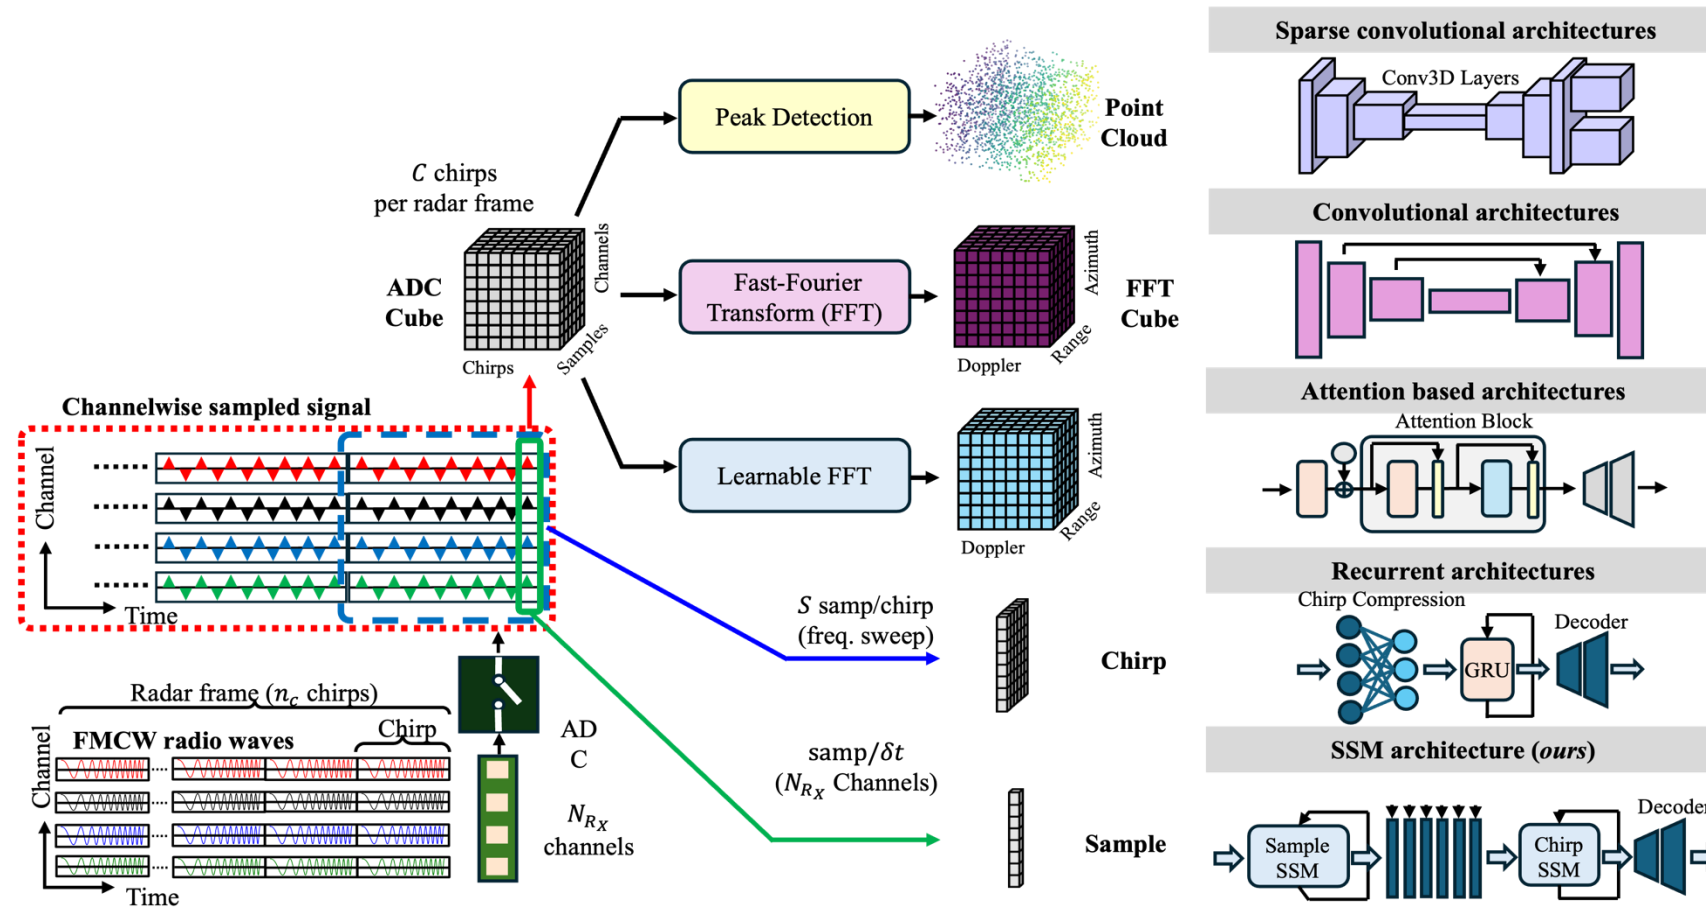 Sparse convolutional architectures
Conv3D Layers
Peak Detection
Point
Cloud
C chirps
per radar frame
Convolutional architectures
Channels
Azimuth
ADC
Cube
Fast-Fourier
Transform (FFT)
FFT
Cube
Chirps
Samples
Doppler
Range
Attention based architectures
Attention Block
Channelwise sampled signal
Channel
Time
Learnable FFT
Azimuth
Doppler
Range
Recurrent architectures
Chirp Compression
GRU
Decoder
S samp/chirp
(freq. sweep)
Chirp
Radar frame (n_c chirps)
FMCW radio waves
Chirp
Channel
Time
AD
C
N_{R_X}
channels
samp/δt
(N_{R_X} Channels)
Sample
SSM architecture (ours)
Sample
SSM
Chirp
SSM
Decoder